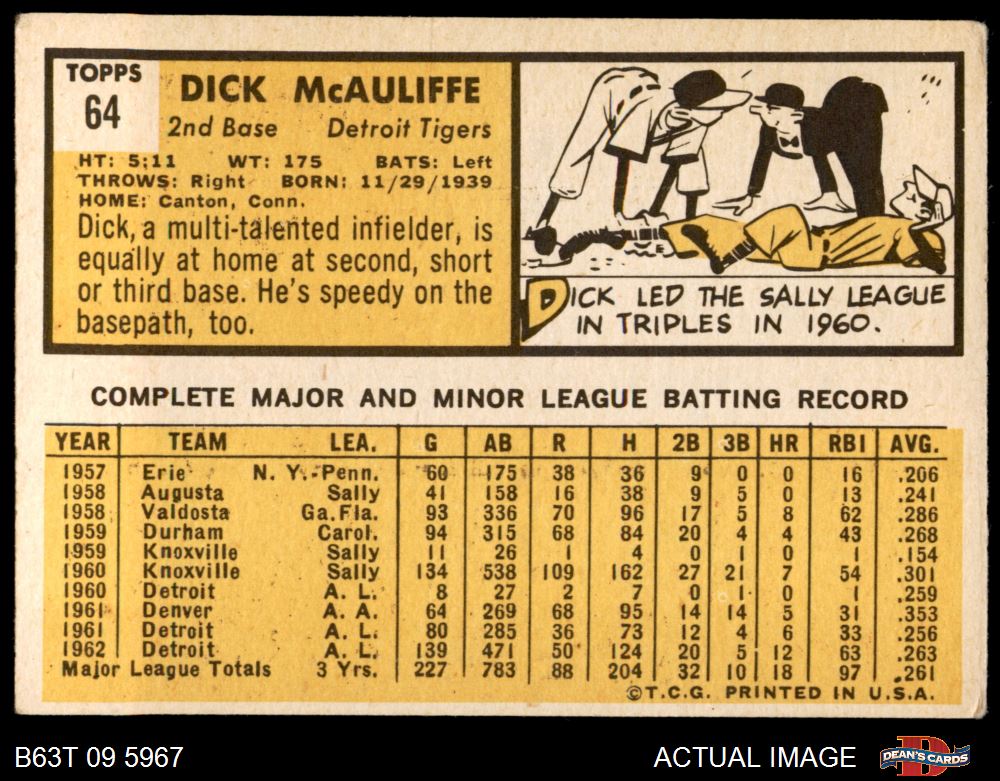 TOPPS
64
DICK McAULIFFE
2nd Base Detroit Tigers
HT: 5:11 WT: 175 BATS: Left
THROWS: Right BORN: 11/29/1939
HOME: Canton, Conn.
Dick, a multi-talented infielder, is
equally at home at second, short
or third base. He's speedy on the
basepath, too.
DICK LED THE SALLY LEAGUE
IN TRIPLES IN 1960.
COMPLETE MAJOR AND MINOR LEAGUE BATTING RECORD
YEAR TEAM LEA. G AB R H 2B 3B HR RBI AVG.
1957 Erie N. Y.-Penn. 60 175 38 36 9 0 0 16 .206
1958 Augusta Sally 41 158 16 38 9 5 0 13 .241
1958 Valdosta Ga.Fla. 93 336 70 96 17 5 8 62 .286
1959 Durham Carol. 94 315 68 84 20 4 4 43 .268
1959 Knoxville Sally 11 26 1 4 0 1 0 1 .154
1960 Knoxville Sally 134 538 109 162 27 21 7 54 .301
1960 Detroit A. L. 8 27 2 7 0 1 0 1 .259
1961 Denver A. A. 64 269 68 95 14 14 5 31 .353
1961 Detroit A. L. 80 285 36 73 12 4 6 33 .256
1962 Detroit A. L. 139 471 50 124 20 5 12 63 .263
Major League Totals 3 Yrs. 227 783 88 204 32 10 18 97 .261
©T.C.G. PRINTED IN U.S.A.
B63T 09 5967 ACTUAL IMAGE DEAN'S CARDS